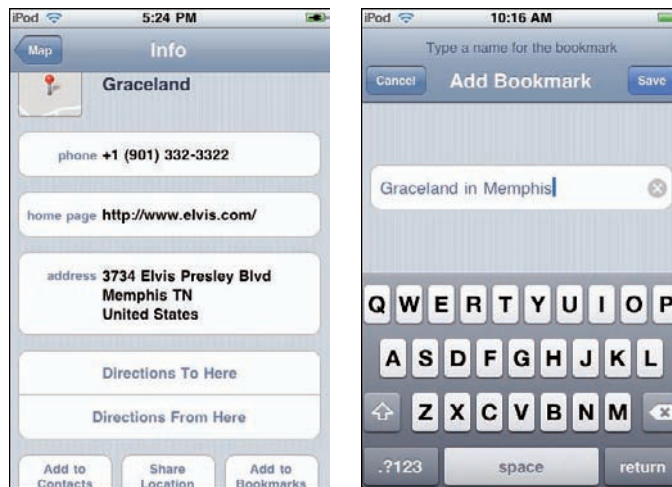 iPod 5:24 PM
Map Info
Graceland
phone +1 (901) 332-3322
home page http://www.elvis.com/
address 3734 Elvis Presley Blvd
Memphis TN
United States
Directions To Here
Directions From Here
Add to Contacts
Share Location
Add to Bookmarks
iPod 10:16 AM
Type a name for the bookmark
Cancel Add Bookmark Save
Graceland in Memphis
Q W E R T Y U I O P
A S D F G H J K L
Z X C V B N M
.?123 space return